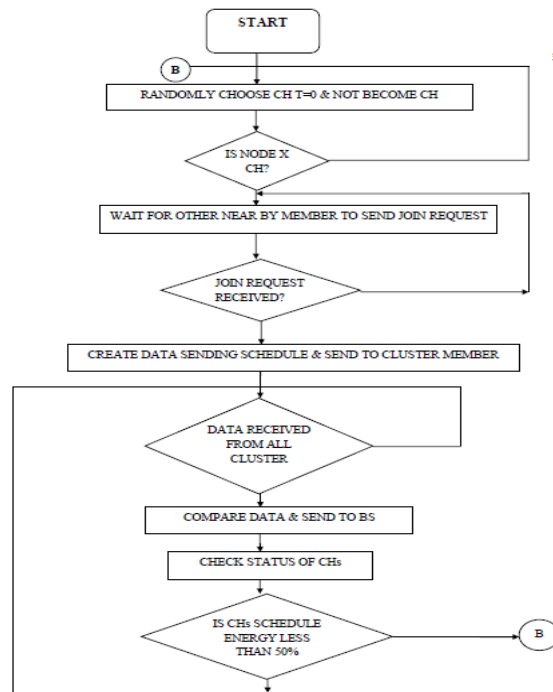 START
B
RANDOMLY CHOOSE CH T=0 & NOT BECOME CH
IS NODE X
CH?
WAIT FOR OTHER NEAR BY MEMBER TO SEND JOIN REQUEST
JOIN REQUEST
RECEIVED?
CREATE DATA SENDING SCHEDULE & SEND TO CLUSTER MEMBER
DATA RECEIVED
FROM ALL
CLUSTER
COMPARE DATA & SEND TO BS
CHECK STATUS OF CHs
IS CHs SCHEDULE
ENERGY LESS
THAN 50%
B